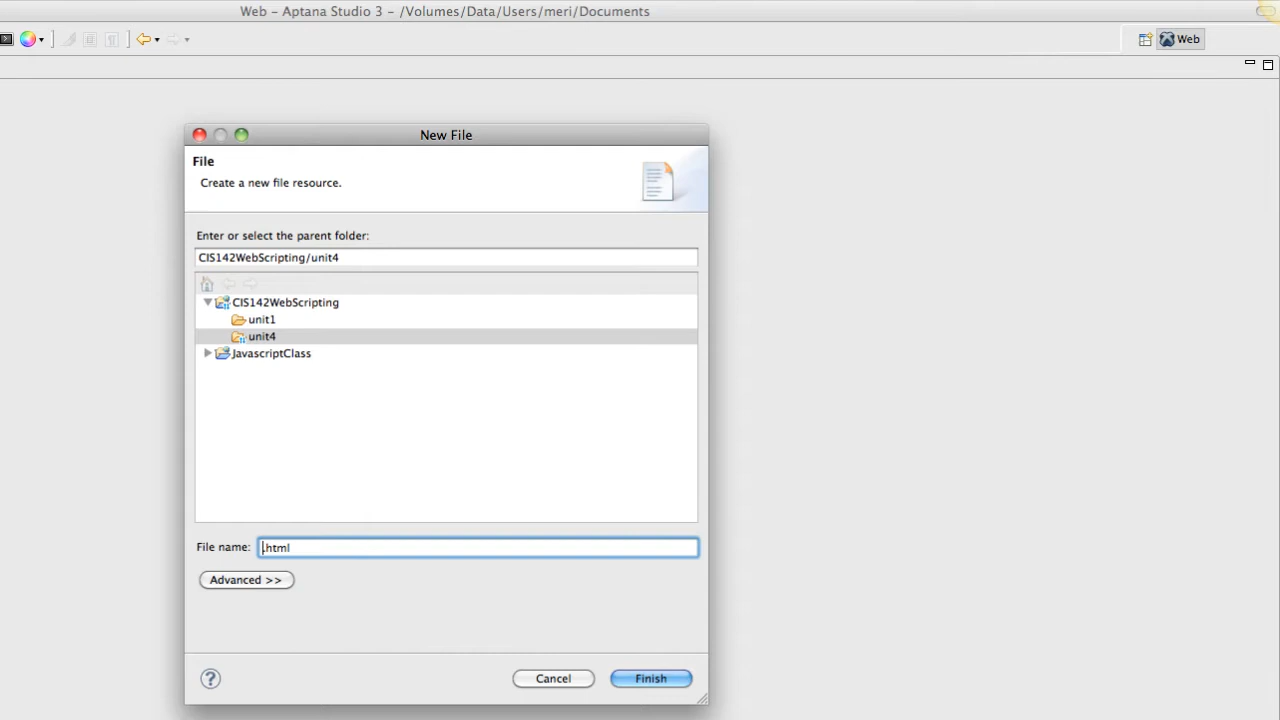 Web - Aptana Studio 3 - /Volumes/Data/Users/meri/Documents
Web
New File
File
Create a new file resource.
Enter or select the parent folder:
CIS142WebScripting/unit4
CIS142WebScripting
unit1
unit4
JavascriptClass
File name: .html
Advanced >>
?
Cancel
Finish